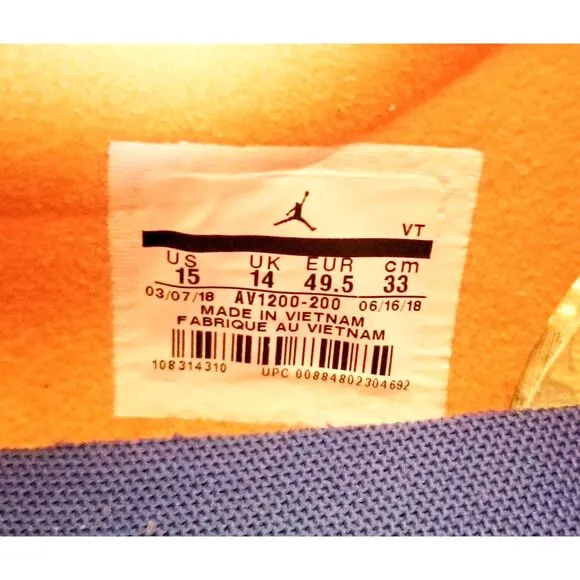 VT
US UK EUR cm
15 14 49.5 33
03/07/18 AV1200-200 06/16/18
MADE IN VIETNAM
FABRIQUE AU VIETNAM
108314310 UPC 00884802304692